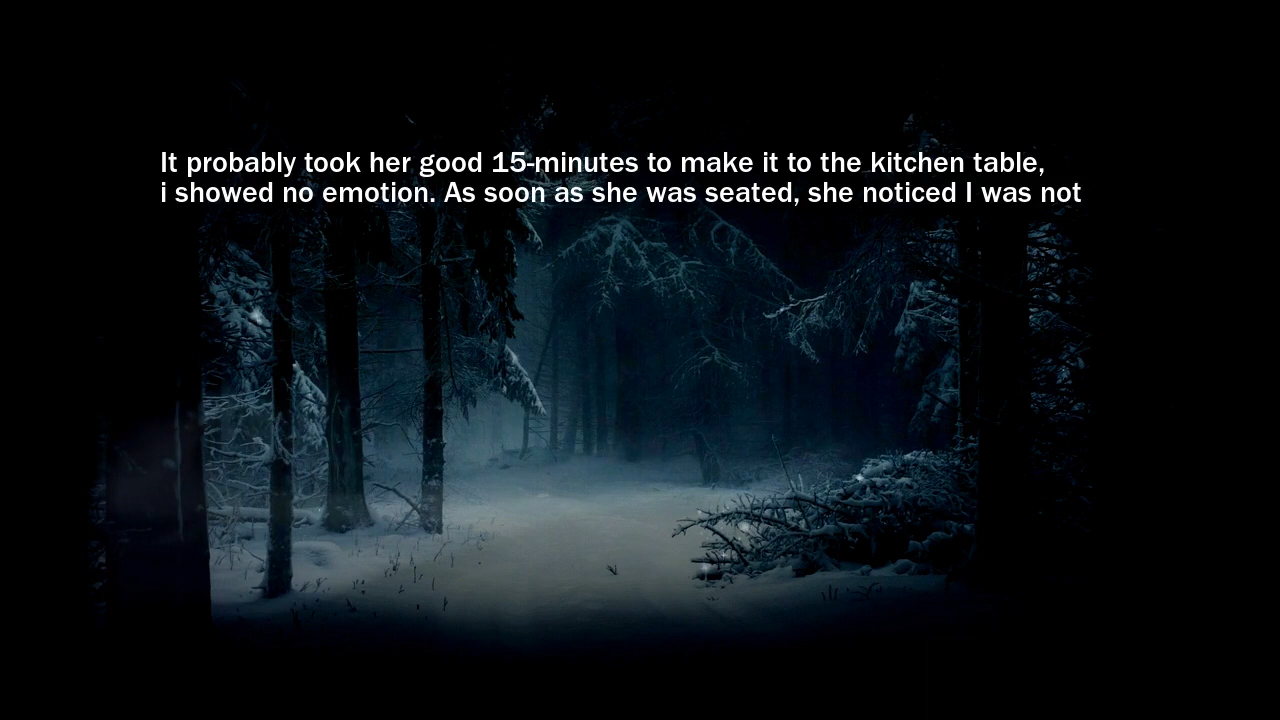 It probably took her good 15-minutes to make it to the kitchen table,
i showed no emotion. As soon as she was seated, she noticed I was not